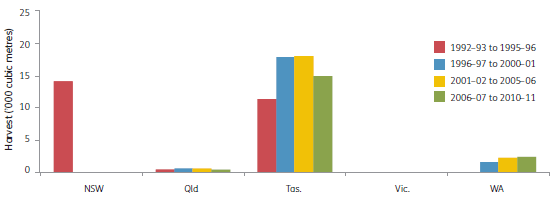 Harvest ('000 cubic metres)
25
20
15
10
5
0
NSW
Qld
Tas.
Vic.
WA
1992–93 to 1995–96
1996–97 to 2000–01
2001–02 to 2005–06
2006–07 to 2010–11